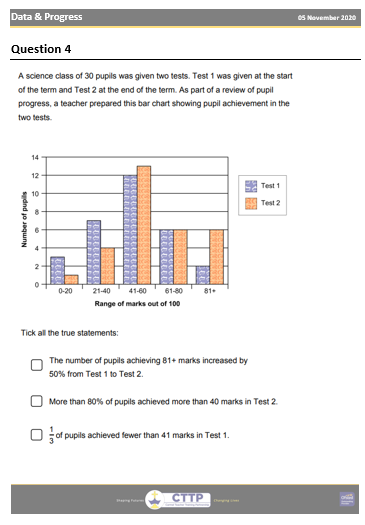 Data & Progress
05 November 2020
Question 4
A science class of 30 pupils was given two tests. Test 1 was given at the start
of the term and Test 2 at the end of the term. As part of a review of pupil
progress, a teacher prepared this bar chart showing pupil achievement in the
two tests.
14
12
10
8
6
4
2
0
Number of pupils
0-20 21-40 41-60 61-80 81+
Range of marks out of 100
Test 1
Test 2
Tick all the true statements:
The number of pupils achieving 81+ marks increased by
50% from Test 1 to Test 2.
More than 80% of pupils achieved more than 40 marks in Test 2.
1/3 of pupils achieved fewer than 41 marks in Test 1.
CTTP